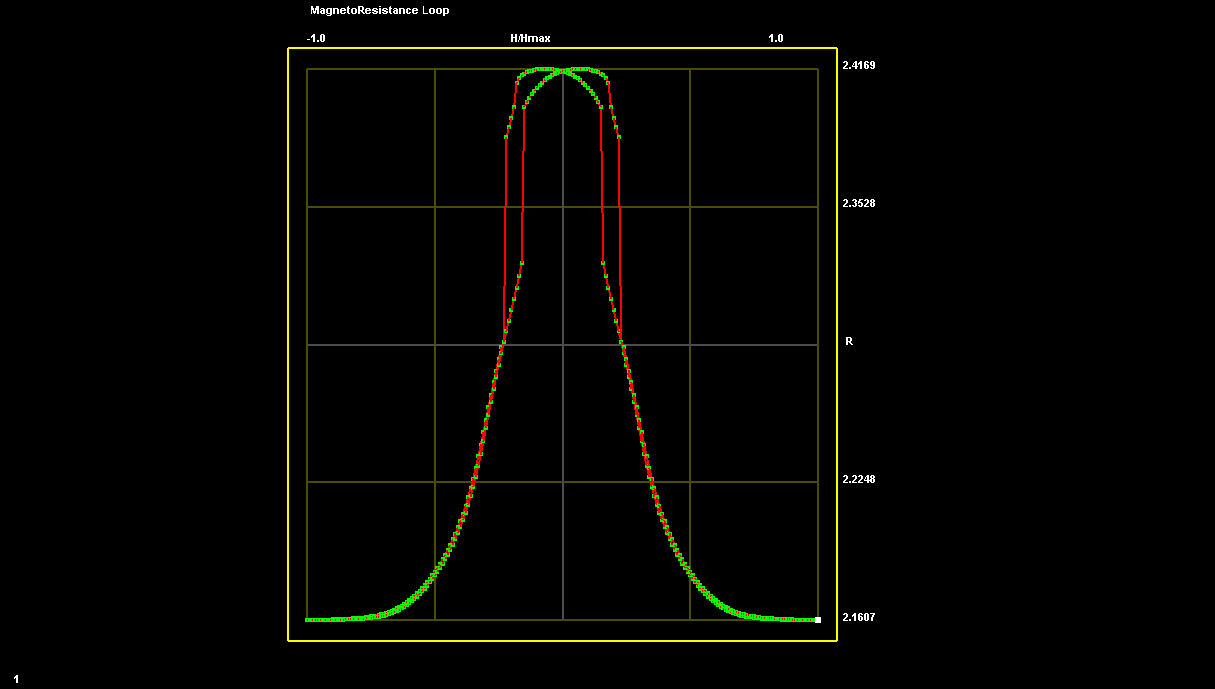 MagnetoResistance Loop
-1.0 H/Hmax 1.0
2.4169
2.3528
R
2.2248
2.1607
1